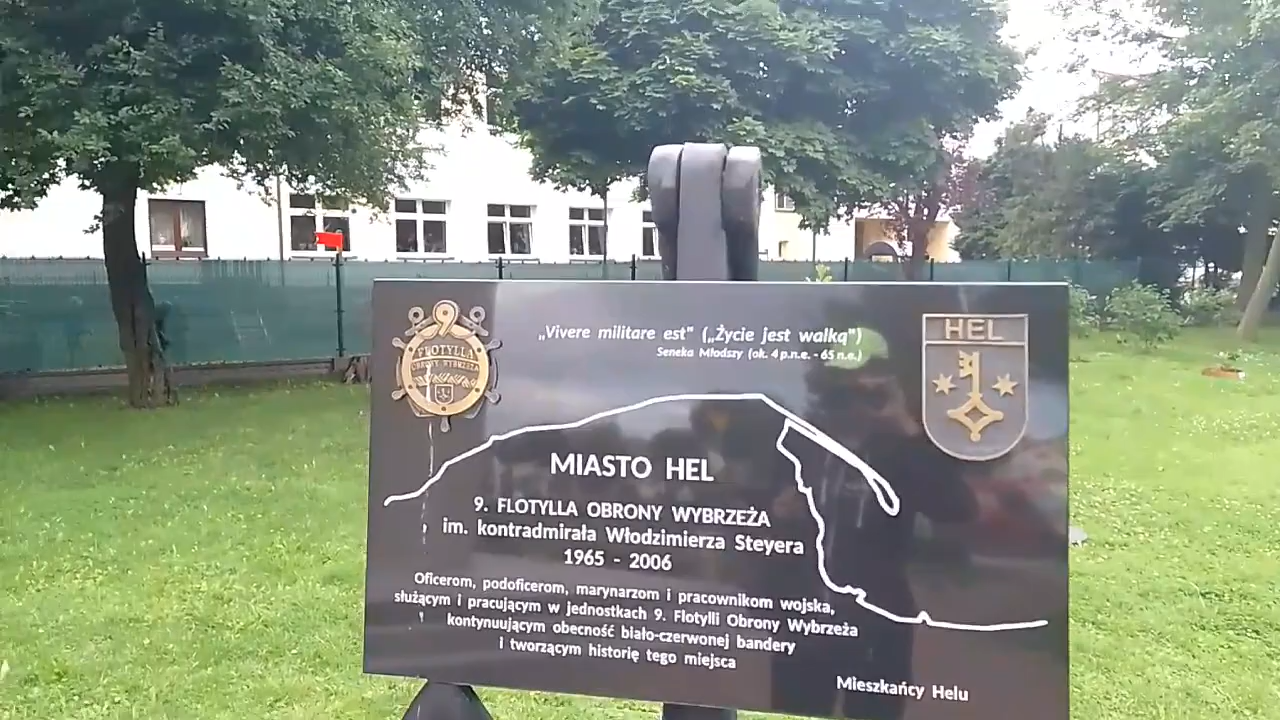 „Vivere militare est" („Życie jest walką")
Seneka Młodszy (ok. 4 p.n.e. - 65 n.e.)
9
FLOTYLLA
OBRONY WYBRZEŻA
HEL
MIASTO HEL
9. FLOTYLLA OBRONY WYBRZEŻA
im. kontradmirała Włodzimierza Steyera
1965 - 2006
Oficerom, podoficerom, marynarzom i pracownikom wojska,
służącym i pracującym w jednostkach 9. Flotylli Obrony Wybrzeża
kontynuującym obecność biało-czerwonej bandery
i tworzącym historię tego miejsca
Mieszkańcy Helu